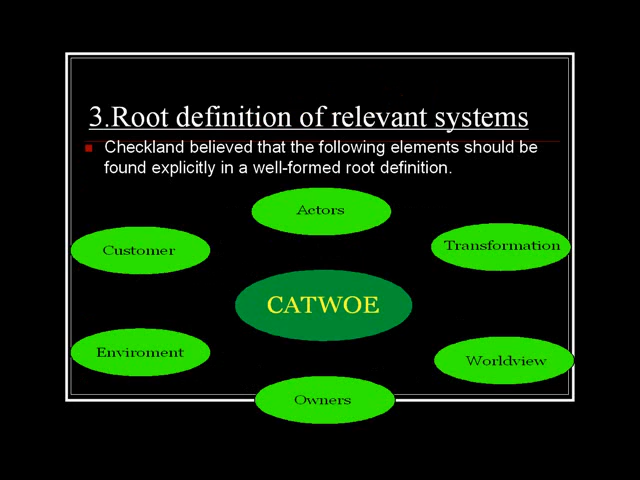 3.Root definition of relevant systems
Checkland believed that the following elements should be
found explicitly in a well-formed root definition.
Actors
Customer
Transformation
CATWOE
Enviroment
Worldview
Owners